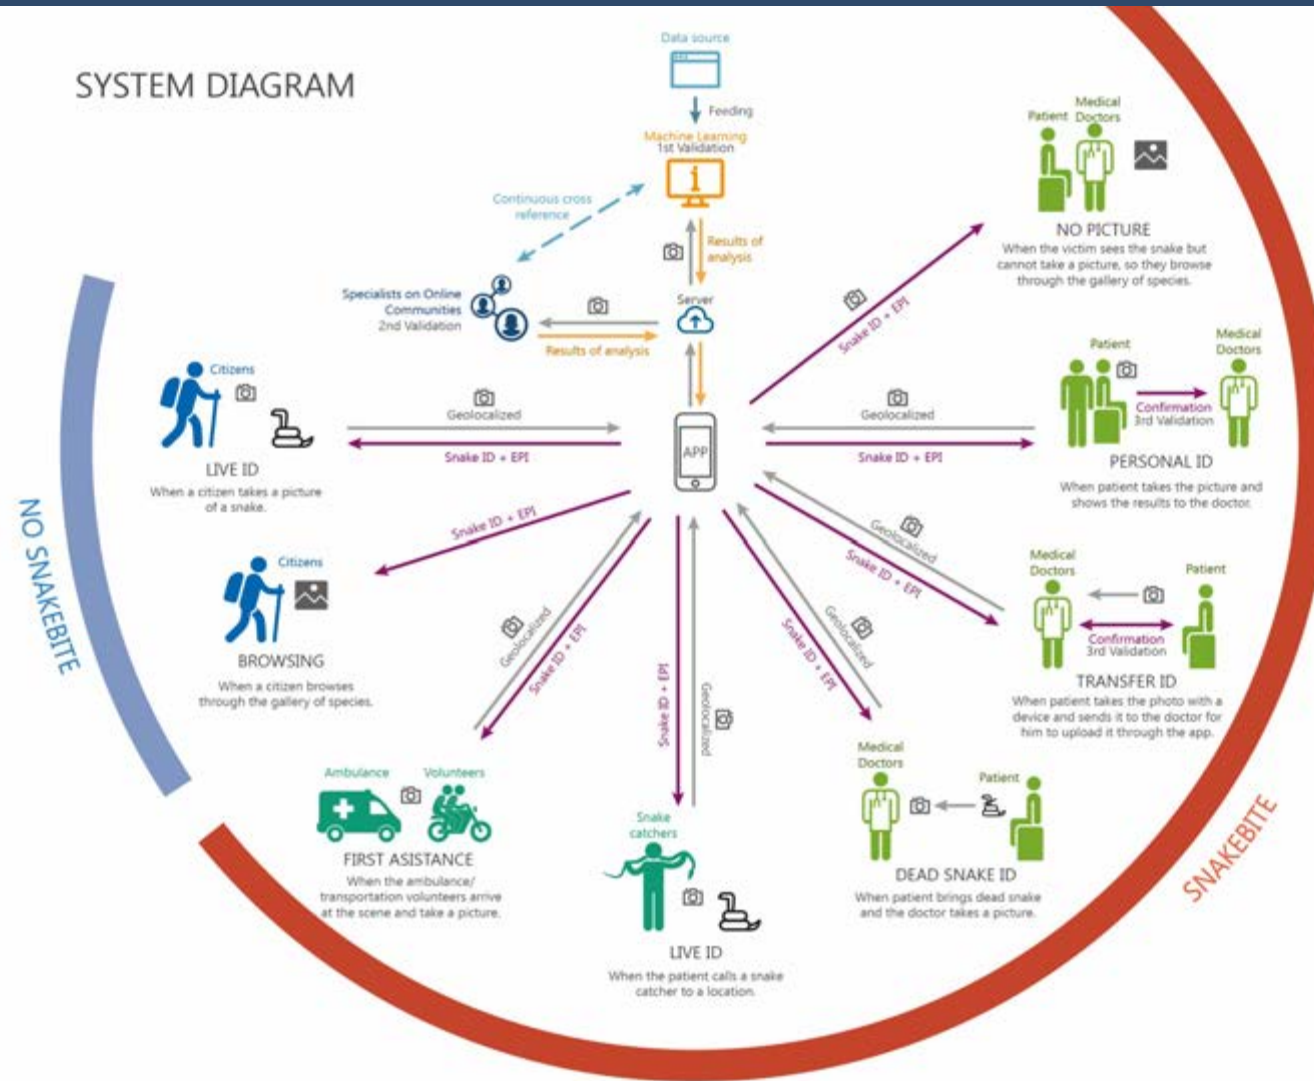 SYSTEM DIAGRAM
Data source
Feeding
Machine Learning
1st Validation
Continuous cross
reference
Results of
analysis
Specialists on Online
Communities
2nd Validation
Server
Results of analysis
APP
NO SNAKEBITE
Citizens
Geolocalized
Snake ID + EPI
LIVE ID
When a citizen takes a picture
of a snake.
Citizens
Snake ID + EPI
BROWSING
When a citizen browses
through the gallery of species.
Ambulance
Volunteers
Geolocalized
Snake ID + EPI
FIRST ASISTANCE
When the ambulance/
transportation volunteers arrive
at the scene and take a picture.
Snake ID + EPI
Geolocalized
Snake
catchers
LIVE ID
When the patient calls a snake
catcher to a location.
Geolocalized
Snake ID + EPI
Medical
Doctors
Patient
DEAD SNAKE ID
When patient brings dead snake
and the doctor takes a picture.
Geolocalized
Snake ID + EPI
Medical
Doctors
Patient
Confirmation
3rd Validation
TRANSFER ID
When patient takes the photo with a
device and sends it to the doctor for
him to upload it through the app.
Geolocalized
Snake ID + EPI
Patient
Medical
Doctors
Confirmation
3rd Validation
PERSONAL ID
When patient takes the picture and
shows the results to the doctor.
Snake ID + EPI
Patient
Medical
Doctors
NO PICTURE
When the victim sees the snake but
cannot take a picture, so they browse
through the gallery of species.
SNAKEBITE